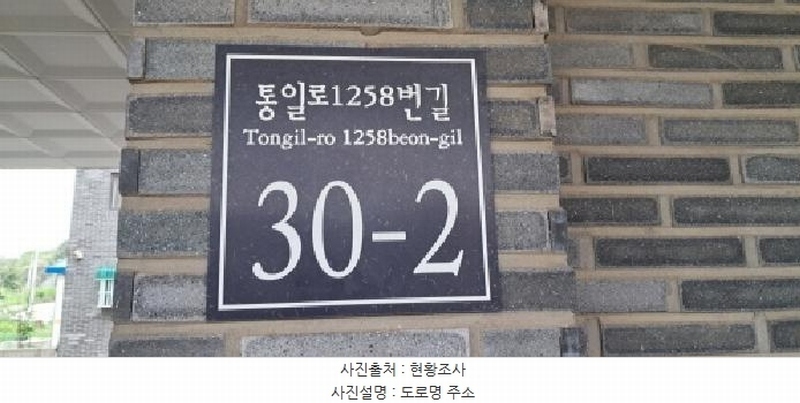 통일로1258번길
Tongil-ro 1258beon-gil
30-2
사진출처 : 현황조사
사진설명 : 도로명 주소